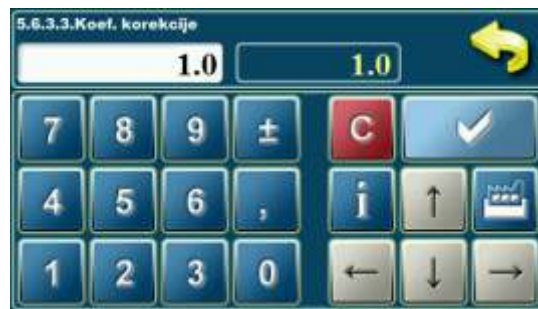 5.6.3.3.Koef. korekcije
1.0 1.0
7 8 9 ± C
4 5 6 , i ↑
1 2 3 0 ← ↓ →